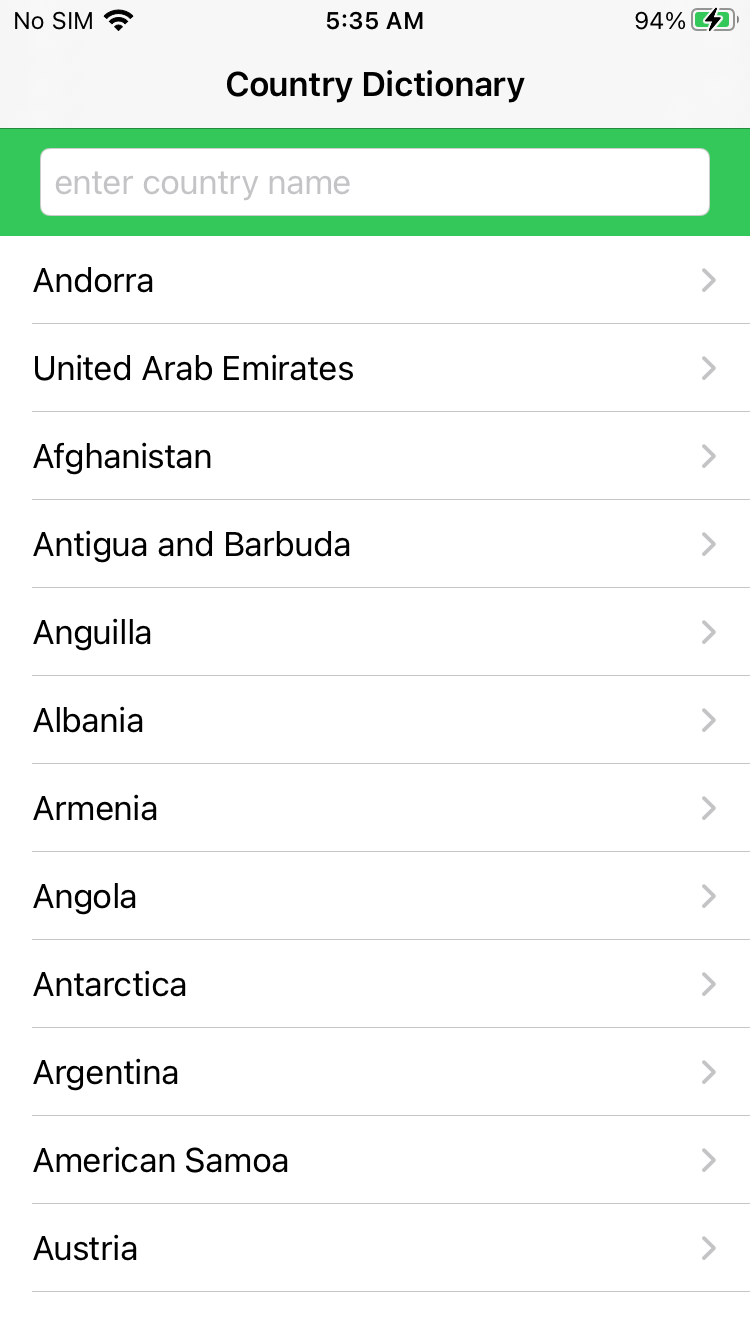 No SIM 5:35 AM 94%
Country Dictionary
enter country name
Andorra
United Arab Emirates
Afghanistan
Antigua and Barbuda
Anguilla
Albania
Armenia
Angola
Antarctica
Argentina
American Samoa
Austria